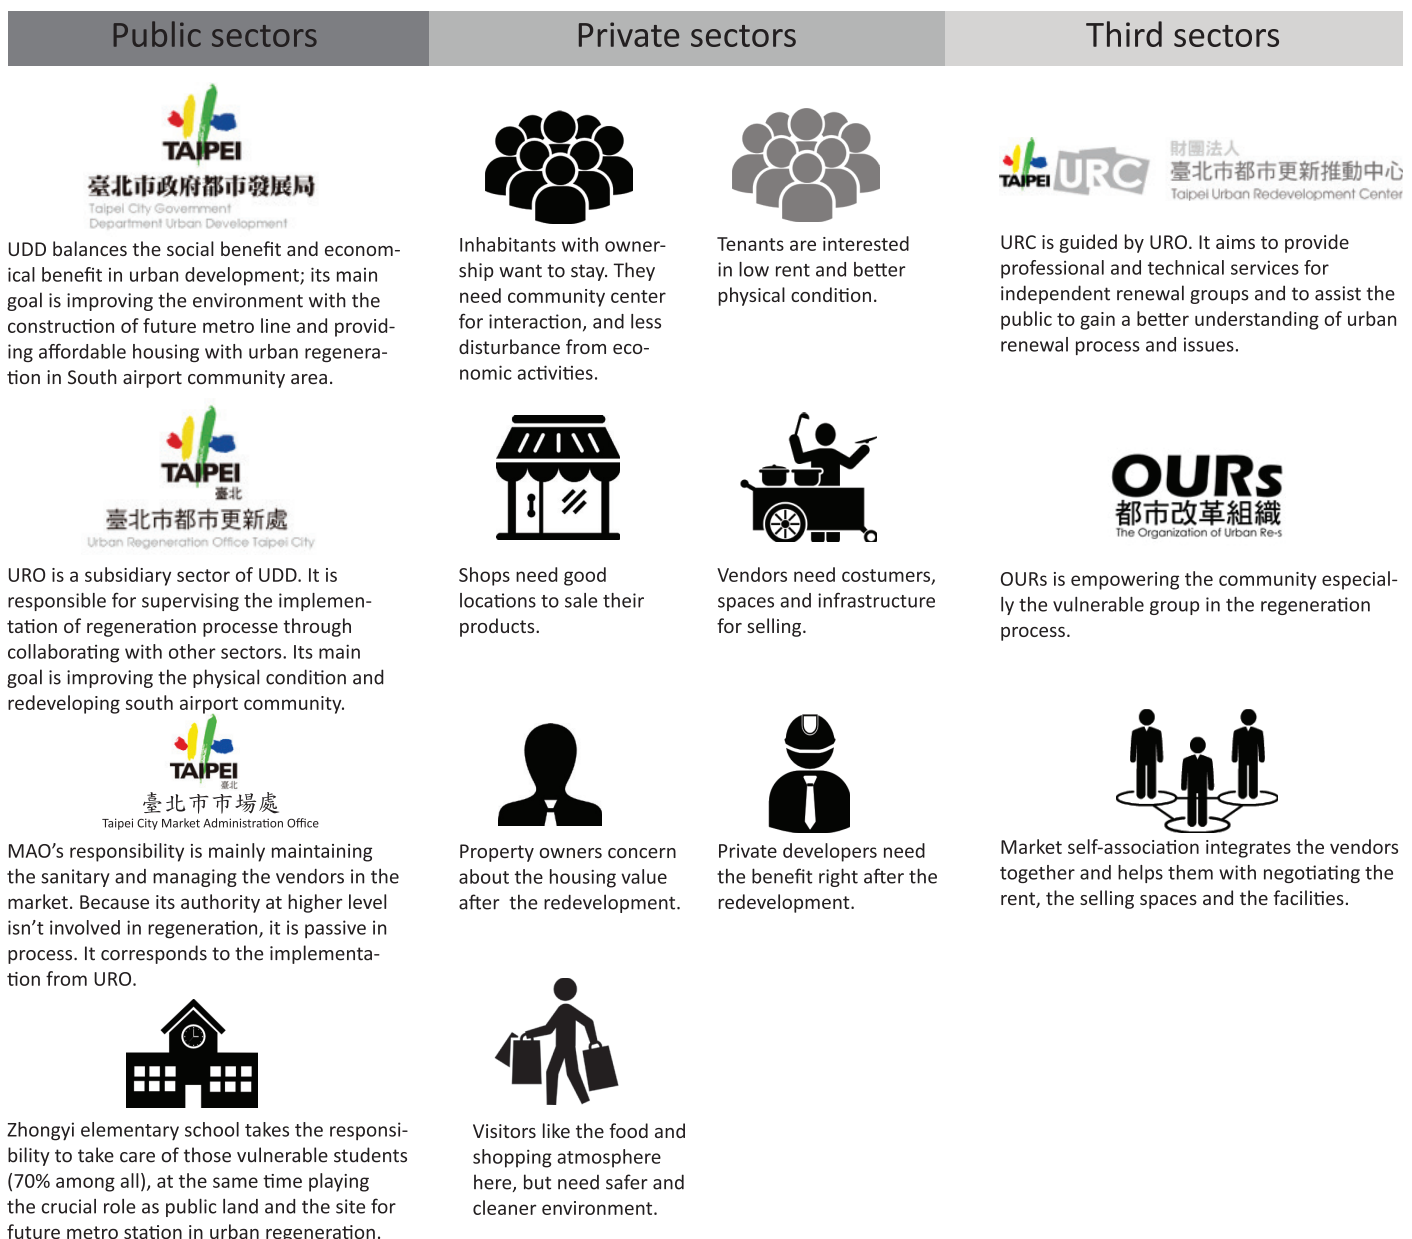 Public sectors
Private sectors
Third sectors
TAIPEI
臺北市政府都市發展局
Taipei City Government
Department Urban Development
UDD balances the social benefit and econom-
ical benefit in urban development; its main
goal is improving the environment with the
construction of future metro line and provid-
ing affordable housing with urban regenera-
tion in South airport community area.
TAIPEI
臺北
臺北市都市更新處
Urban Regeneration Office Taipei City
URO is a subsidiary sector of UDD. It is
responsible for supervising the implemen-
tation of regeneration processe through
collaborating with other sectors. Its main
goal is improving the physical condition and
redeveloping south airport community.
TAIPEI
臺北
臺北市市場處
Taipei City Market Administration Office
MAO's responsibility is mainly maintaining
the sanitary and managing the vendors in the
market. Because its authority at higher level
isn't involved in regeneration, it is passive in
process. It corresponds to the implementa-
tion from URO.
Zhongyi elementary school takes the responsi-
bility to take care of those vulnerable students
(70% among all), at the same time playing
the crucial role as public land and the site for
future metro station in urban regeneration.
Inhabitants with owner-
ship want to stay. They
need community center
for interaction, and less
disturbance from eco-
nomic activities.
Tenants are interested
in low rent and better
physical condition.
Shops need good
locations to sale their
products.
Vendors need costumers,
spaces and infrastructure
for selling.
Property owners concern
about the housing value
after  the redevelopment.
Private developers need
the benefit right after the
redevelopment.
Visitors like the food and
shopping atmosphere
here, but need safer and
cleaner environment.
TAIPEI
URC
財團法人
臺北市都市更新推動中心
Taipei Urban Redevelopment Center
URC is guided by URO. It aims to provide
professional and technical services for
independent renewal groups and to assist the
public to gain a better understanding of urban
renewal process and issues.
OURs
都市改革組織
The Organization of Urban Re-s
OURs is empowering the community especial-
ly the vulnerable group in the regeneration
process.
Market self-association integrates the vendors
together and helps them with negotiating the
rent, the selling spaces and the facilities.